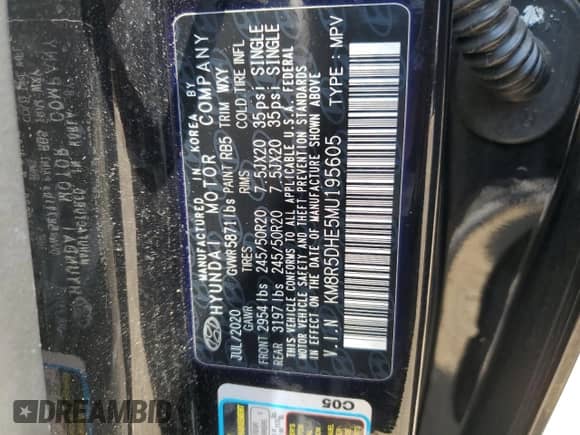 MANUFACTURED IN KOREA BY
HYUNDAI MOTOR COMPANY
JUL/2020 GVWR5871lbs PAINT RB5 TRIM WXY
GAWR TIRES RIMS COLD TIRE INFL
FRONT 2954 lbs 245/50R20 7.5JX20 35psi SINGLE
REAR 3197 lbs 245/50R20 7.5JX20 35psi SINGLE
THIS VEHICLE CONFORMS TO ALL APPLICABLE U.S.A. FEDERAL
MOTOR VEHICLE SAFETY AND THEFT PREVENTION STANDARDS
IN EFFECT ON THE DATE OF MANUFACTURE SHOWN ABOVE
V.I.N KM8R5DHE5MU195605 TYPE : MPV
C05
DREAMBID